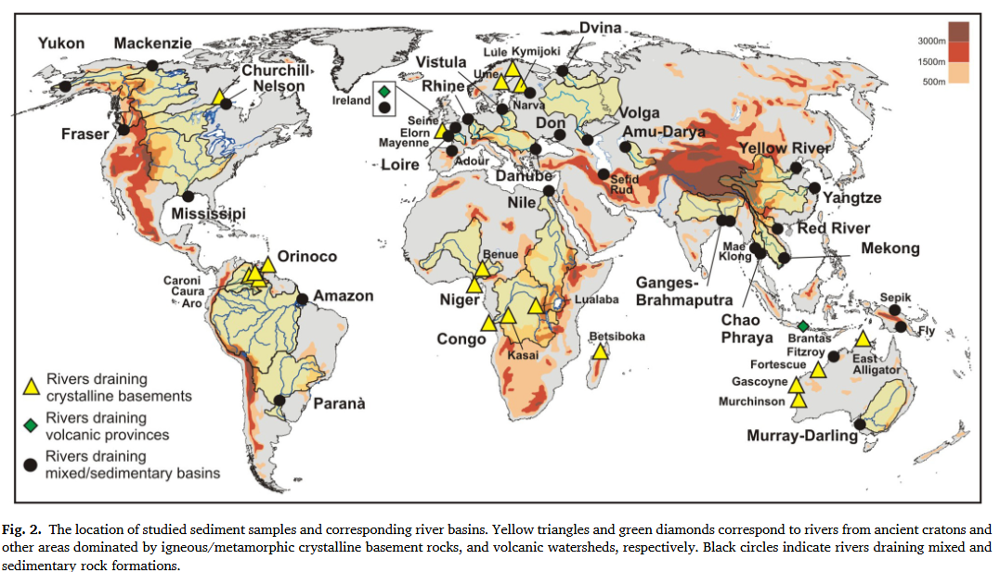 Yukon
Mackenzie
Churchill-
Nelson
Fraser
Mississipi
Orinoco
Caroni
Caura
Aro
Amazon
Paranà
Ireland
Vistula
Rhine
Lule
Kymijoki
Ume
Dvina
Narva
Seine
Elorn
Mayenne
Loire
Adour
Don
Danube
Volga
Amu-Darya
Sefid
Rud
Nile
Benue
Niger
Congo
Kasai
Lualaba
Betsiboka
Yellow River
Yangtze
Red River
Mekong
Mae
Klong
Ganges-
Brahmaputra
Chao
Phraya
Sepik
Fly
Brantas
Fitzroy
East
Alligator
Fortescue
Gascoyne
Murchinson
Murray-Darling
3000m
1500m
500m
Rivers draining
crystalline basements
Rivers draining
volcanic provinces
Rivers draining
mixed/sedimentary basins
Fig. 2. The location of studied sediment samples and corresponding river basins. Yellow triangles and green diamonds correspond to rivers from ancient cratons and
other areas dominated by igneous/metamorphic crystalline basement rocks, and volcanic watersheds, respectively. Black circles indicate rivers draining mixed and
sedimentary rock formations.